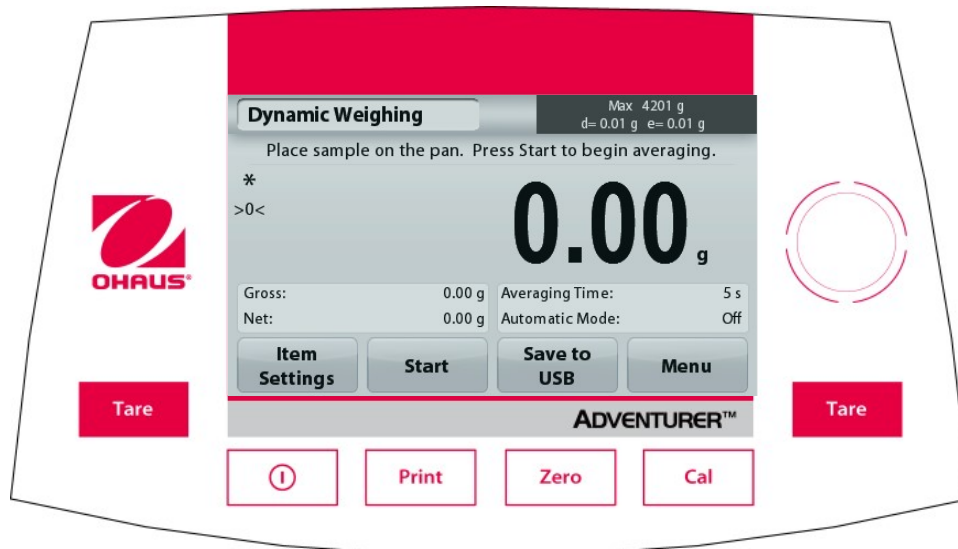 Dynamic Weighing
Max 4201 g
d= 0.01 g e= 0.01 g
Place sample on the pan. Press Start to begin averaging.
*
>0<
0.00 g
OHAUS®
Gross: 0.00 g Averaging Time: 5 s
Net: 0.00 g Automatic Mode: Off
Item Settings
Start
Save to USB
Menu
Tare
ADVENTURER™
Tare
Print
Zero
Cal